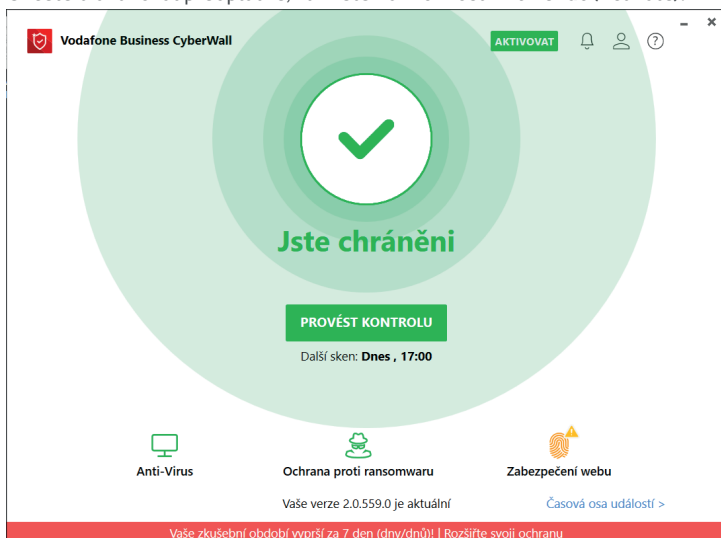 Vodafone Business CyberWall
AKTIVOVAT
Jste chráněni
PROVÉST KONTROLU
Další sken: Dnes , 17:00
Anti-Virus
Ochrana proti ransomwaru
Zabezpečení webu
Vaše verze 2.0.559.0 je aktuální
Časová osa událostí >
Vaše zkušební období vyprší za 7 den (dny/dnů)! | Rozšiřte svoji ochranu